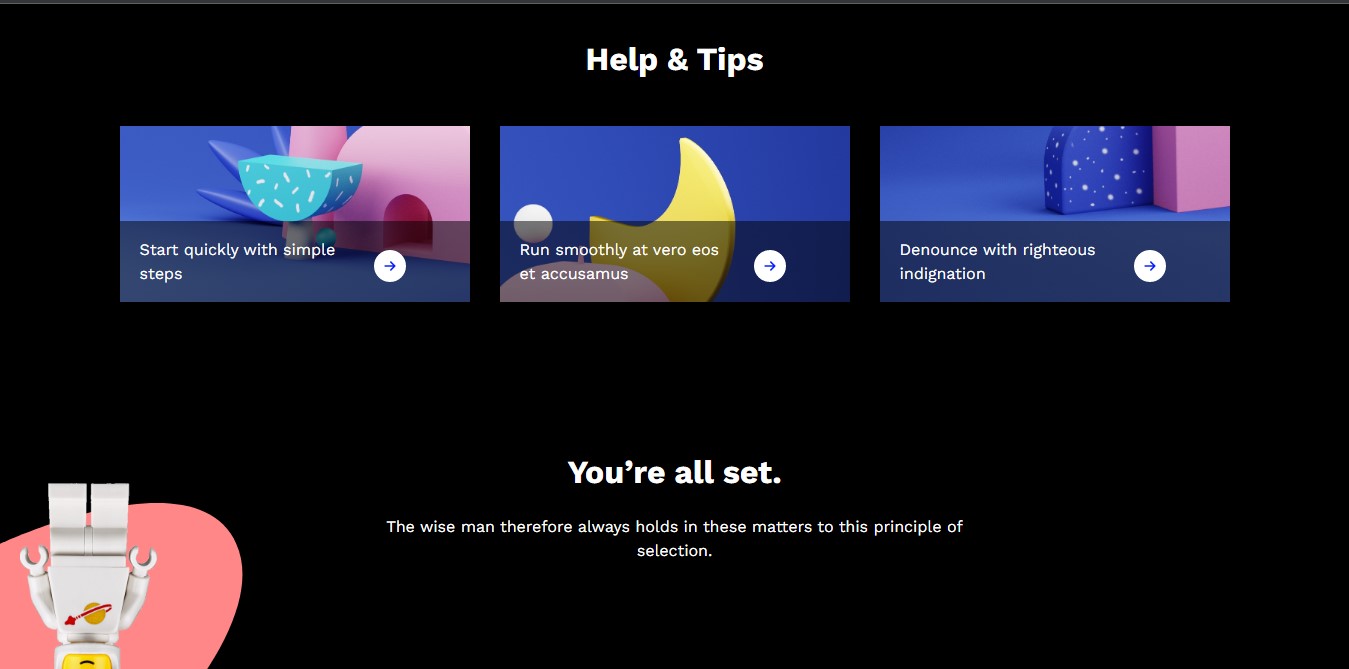 Help & Tips
Start quickly with simple
steps
Run smoothly at vero eos
et accusamus
Denounce with righteous
indignation
You’re all set.
The wise man therefore always holds in these matters to this principle of
selection.